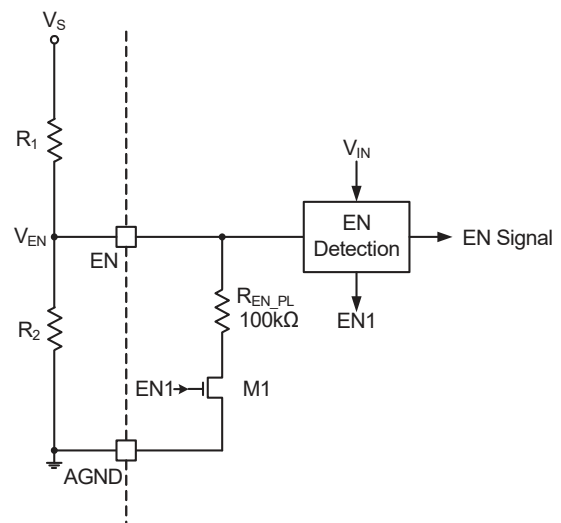 VS
R1
VIN
VEN
EN
EN
Detection
EN Signal
REN_PL
100kΩ
EN1
R2
EN1
M1
AGND